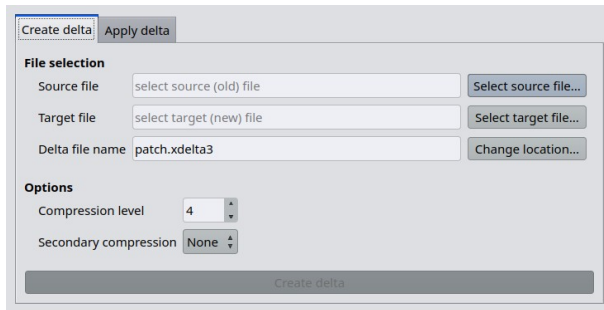 Create delta Apply delta
File selection
Source file select source (old) file Select source file...
Target file select target (new) file Select target file...
Delta file name patch.xdelta3 Change location...
Options
Compression level 4
Secondary compression None
Create delta